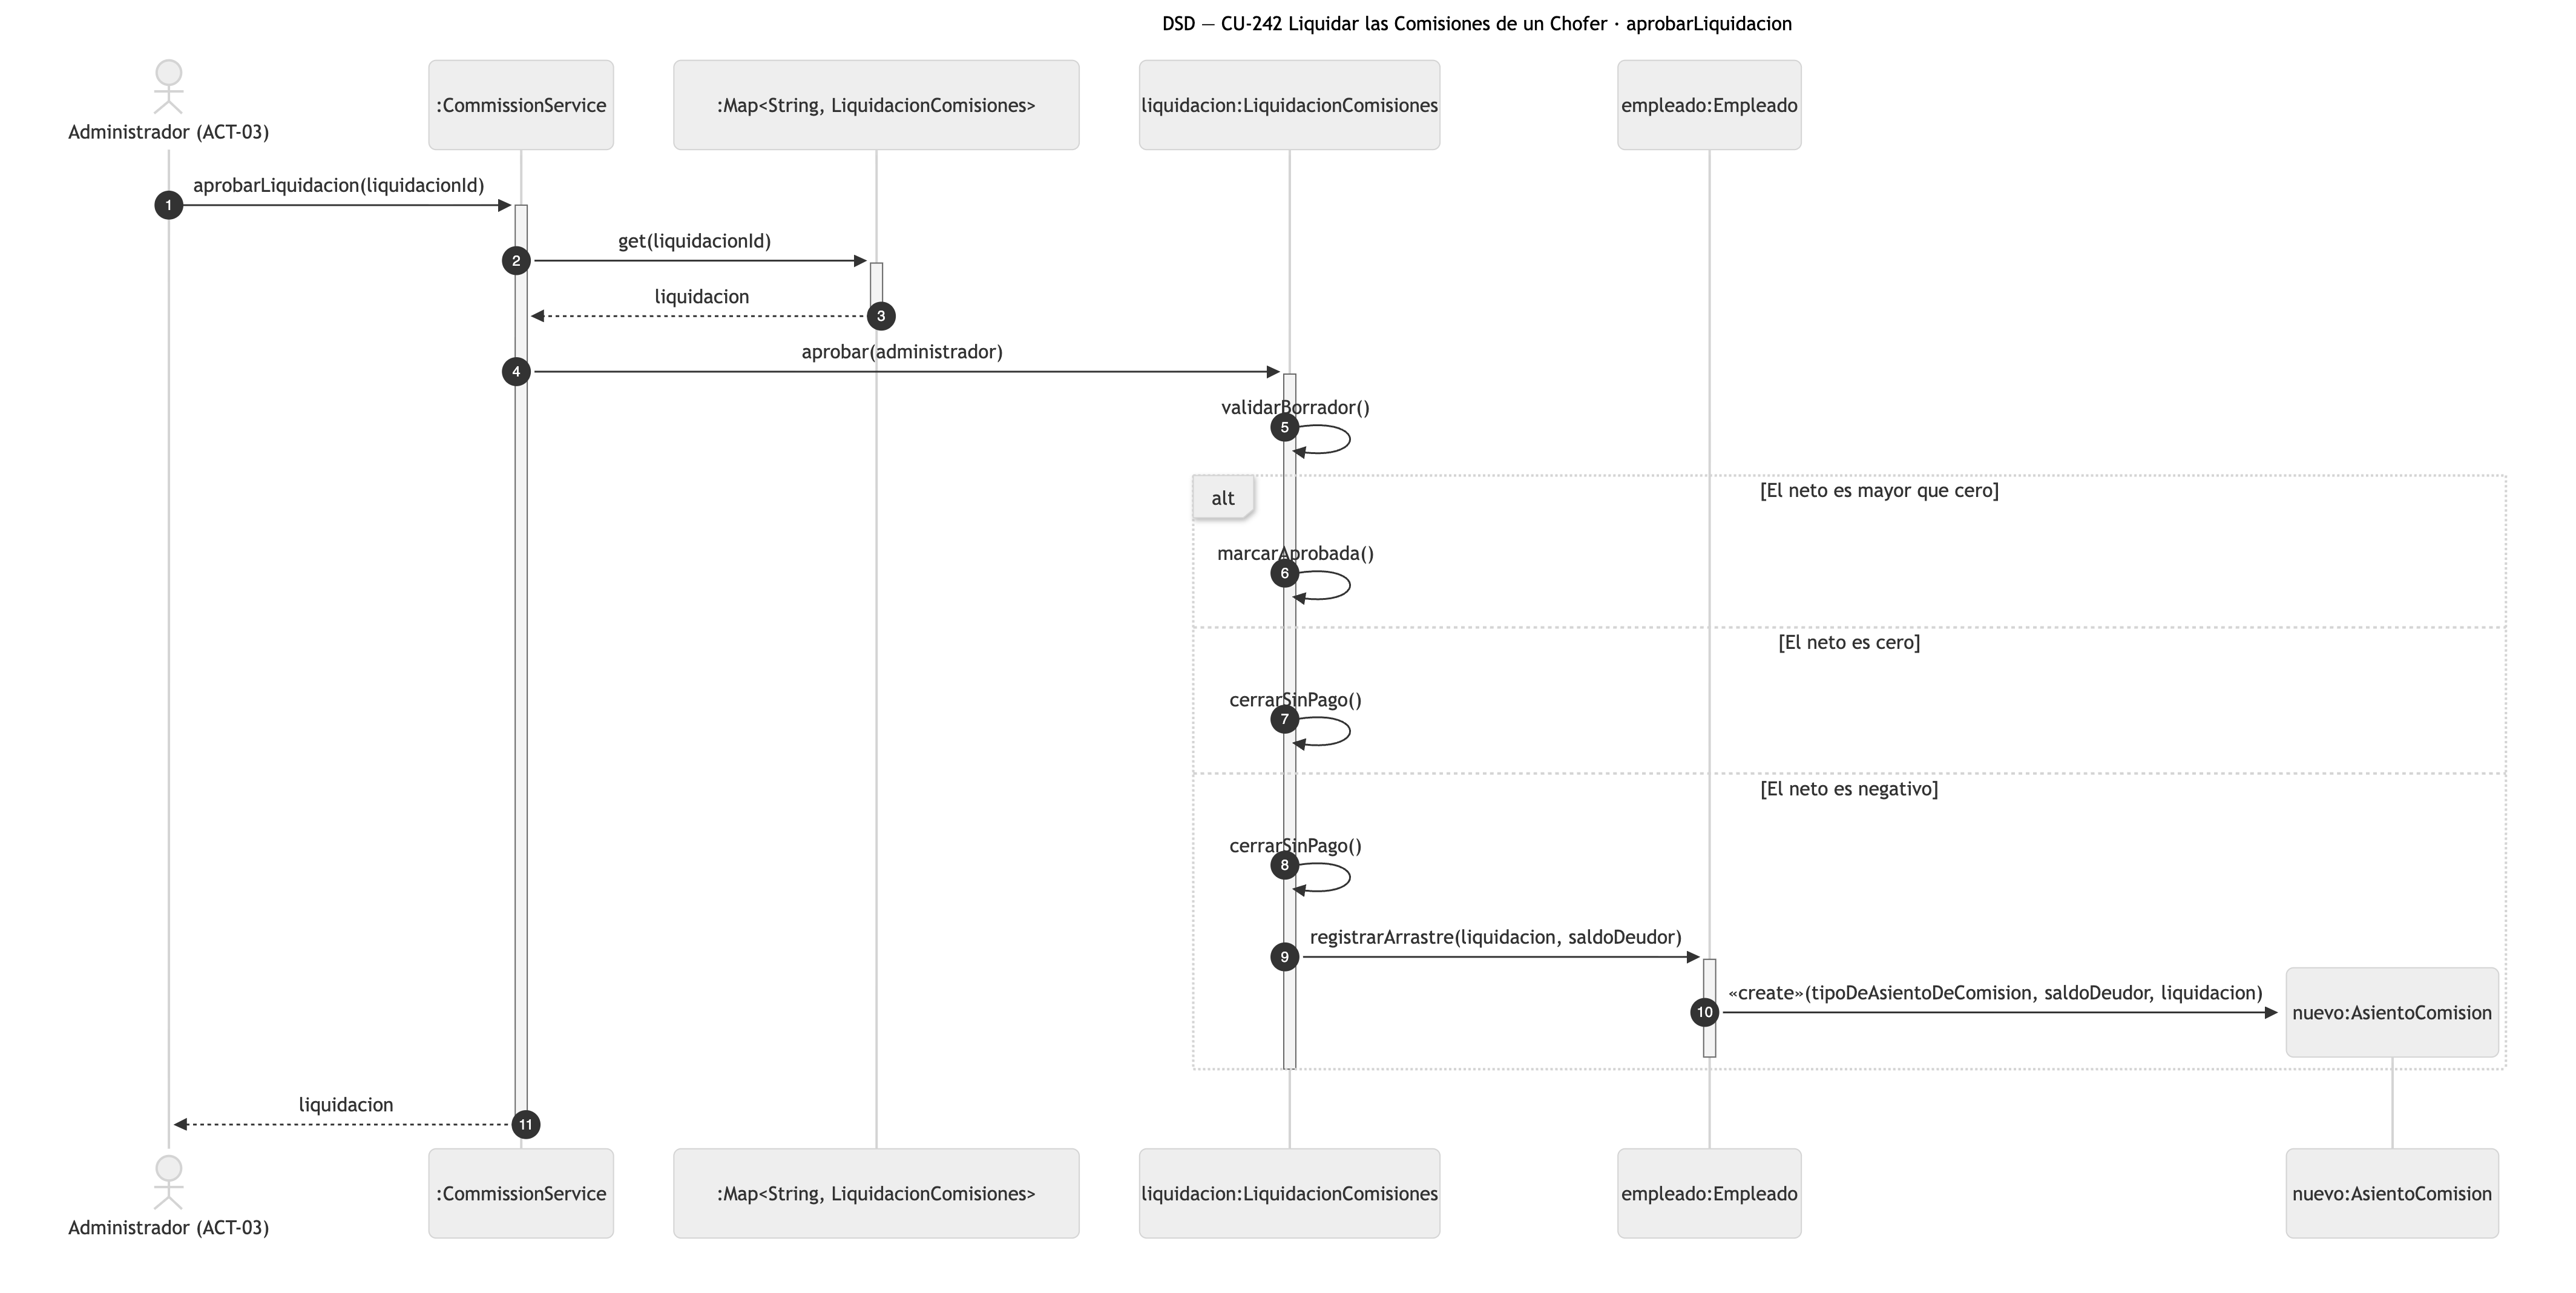 DSD — CU-242 Liquidar las Comisiones de un Chofer · aprobarLiquidacion
Administrador (ACT-03)
:CommissionService
:Map<String, LiquidacionComisiones>
liquidacion:LiquidacionComisiones
empleado:Empleado
1
aprobarLiquidacion(liquidacionId)
2
get(liquidacionId)
liquidacion
3
4
aprobar(administrador)
validarBorrador()
5
alt
[El neto es mayor que cero]
marcarAprobada()
6
[El neto es cero]
cerrarSinPago()
7
[El neto es negativo]
cerrarSinPago()
8
9
registrarArrastre(liquidacion, saldoDeudor)
10
«create»(tipoDeAsientoDeComision, saldoDeudor, liquidacion)
nuevo:AsientoComision
liquidacion
11
Administrador (ACT-03)
:CommissionService
:Map<String, LiquidacionComisiones>
liquidacion:LiquidacionComisiones
empleado:Empleado
nuevo:AsientoComision